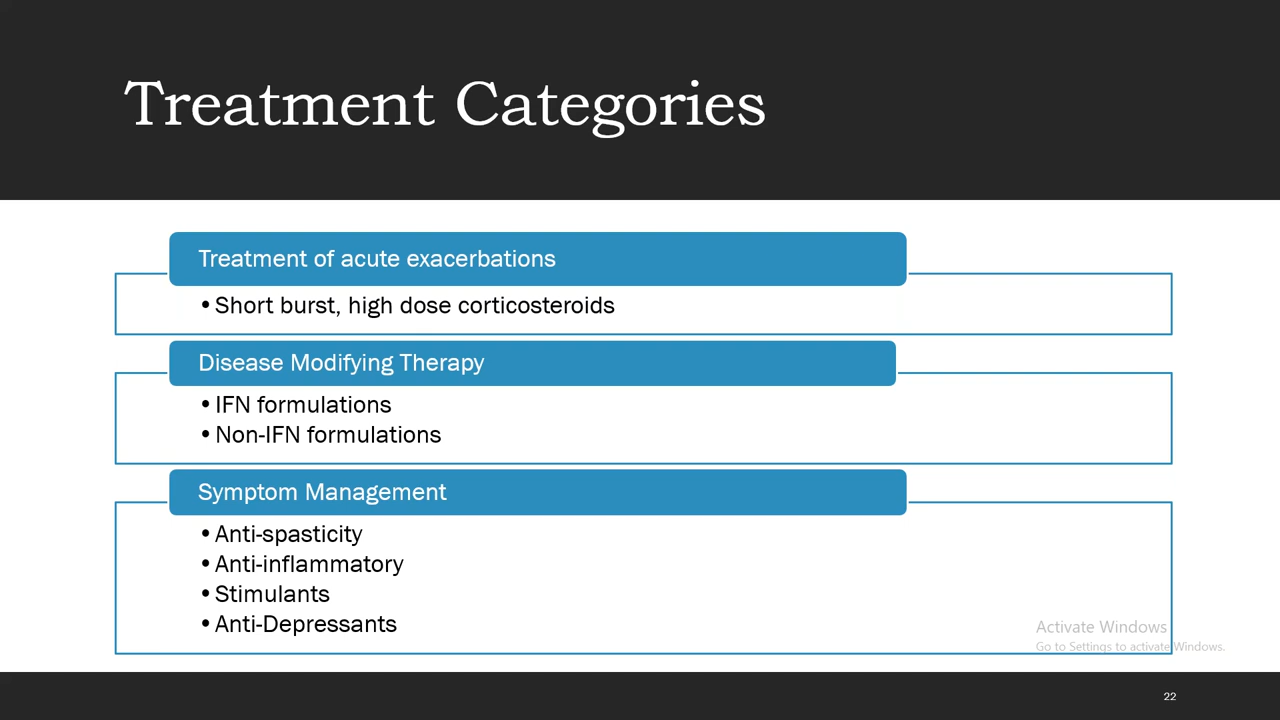 Treatment Categories
Treatment of acute exacerbations
• Short burst, high dose corticosteroids
Disease Modifying Therapy
• IFN formulations
• Non-IFN formulations
Symptom Management
• Anti-spasticity
• Anti-inflammatory
• Stimulants
• Anti-Depressants
Activate Windows
Go to Settings to activate Windows.
22